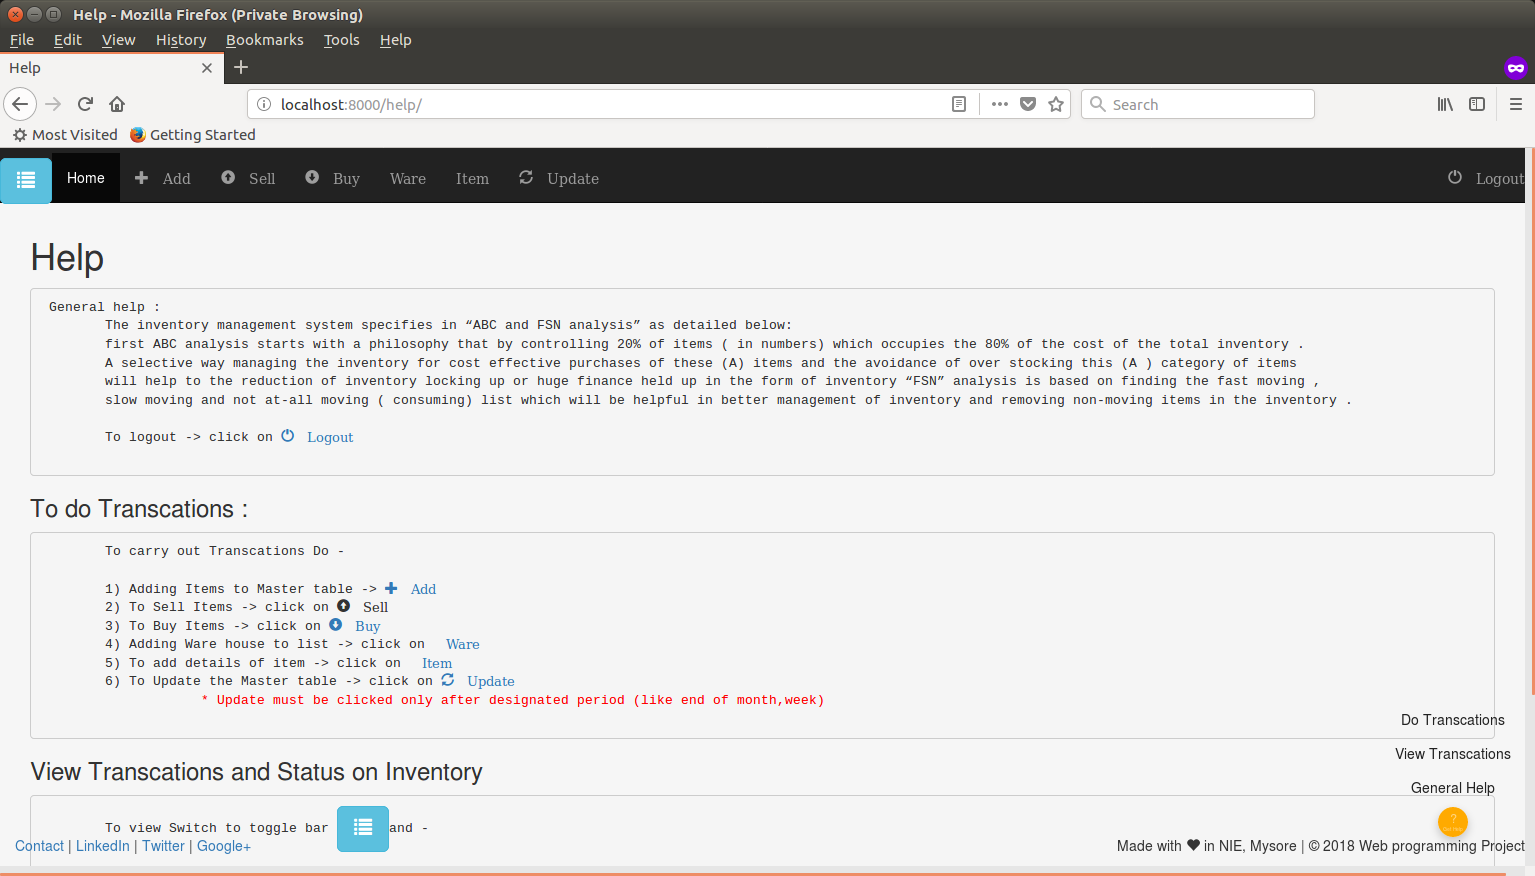 Help - Mozilla Firefox (Private Browsing)
File Edit View History Bookmarks Tools Help
Help
localhost:8000/help/
Search
Most Visited Getting Started
Home Add Sell Buy Ware Item Update Logout
Help
General help :
The inventory management system specifies in “ABC and FSN analysis” as detailed below:
first ABC analysis starts with a philosophy that by controlling 20% of items ( in numbers) which occupies the 80% of the cost of the total inventory .
A selective way managing the inventory for cost effective purchases of these (A) items and the avoidance of over stocking this (A ) category of items
will help to the reduction of inventory locking up or huge finance held up in the form of inventory “FSN” analysis is based on finding the fast moving ,
slow moving and not at-all moving ( consuming) list which will be helpful in better management of inventory and removing non-moving items in the inventory .
To logout -> click on Logout
To do Transcations :
To carry out Transcations Do -
1) Adding Items to Master table -> Add
2) To Sell Items -> click on Sell
3) To Buy Items -> click on Buy
4) Adding Ware house to list -> click on Ware
5) To add details of item -> click on Item
6) To Update the Master table -> click on Update
* Update must be clicked only after designated period (like end of month,week)
Do Transcations
View Transcations
General Help
View Transcations and Status on Inventory
To view Switch to toggle bar and -
?
Contact | LinkedIn | Twitter | Google+
Made with ♥ in NIE, Mysore | © 2018 Web programming Project